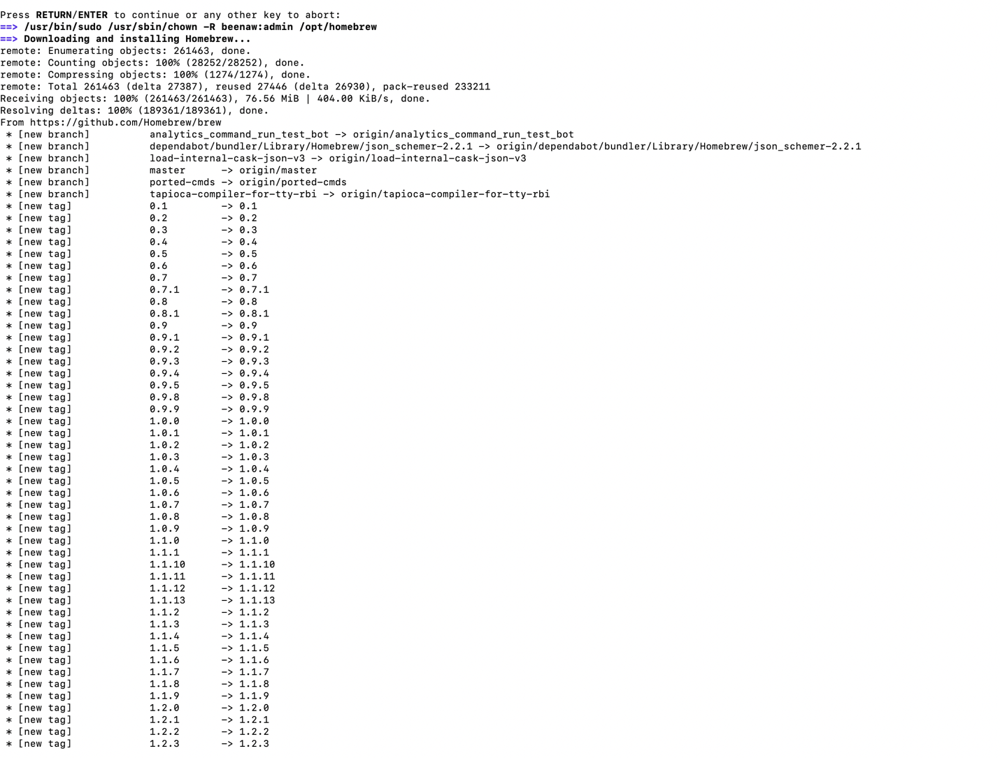 Press RETURN/ENTER to continue or any other key to abort:
==> /usr/bin/sudo /usr/sbin/chown -R beenaw:admin /opt/homebrew
==> Downloading and installing Homebrew...
remote: Enumerating objects: 261463, done.
remote: Counting objects: 100% (28252/28252), done.
remote: Compressing objects: 100% (1274/1274), done.
remote: Total 261463 (delta 27387), reused 27446 (delta 26930), pack-reused 233211
Receiving objects: 100% (261463/261463), 76.56 MiB | 404.00 KiB/s, done.
Resolving deltas: 100% (189361/189361), done.
From https://github.com/Homebrew/brew
 * [new branch]          analytics_command_run_test_bot -> origin/analytics_command_run_test_bot
 * [new branch]          dependabot/bundler/Library/Homebrew/json_schemer-2.2.1 -> origin/dependabot/bundler/Library/Homebrew/json_schemer-2.2.1
 * [new branch]          load-internal-cask-json-v3 -> origin/load-internal-cask-json-v3
 * [new branch]          master      -> origin/master
 * [new branch]          ported-cmds -> origin/ported-cmds
 * [new branch]          tapioca-compiler-for-tty-rbi -> origin/tapioca-compiler-for-tty-rbi
 * [new tag]             0.1         -> 0.1
 * [new tag]             0.2         -> 0.2
 * [new tag]             0.3         -> 0.3
 * [new tag]             0.4         -> 0.4
 * [new tag]             0.5         -> 0.5
 * [new tag]             0.6         -> 0.6
 * [new tag]             0.7         -> 0.7
 * [new tag]             0.7.1       -> 0.7.1
 * [new tag]             0.8         -> 0.8
 * [new tag]             0.8.1       -> 0.8.1
 * [new tag]             0.9         -> 0.9
 * [new tag]             0.9.1       -> 0.9.1
 * [new tag]             0.9.2       -> 0.9.2
 * [new tag]             0.9.3       -> 0.9.3
 * [new tag]             0.9.4       -> 0.9.4
 * [new tag]             0.9.5       -> 0.9.5
 * [new tag]             0.9.8       -> 0.9.8
 * [new tag]             0.9.9       -> 0.9.9
 * [new tag]             1.0.0       -> 1.0.0
 * [new tag]             1.0.1       -> 1.0.1
 * [new tag]             1.0.2       -> 1.0.2
 * [new tag]             1.0.3       -> 1.0.3
 * [new tag]             1.0.4       -> 1.0.4
 * [new tag]             1.0.5       -> 1.0.5
 * [new tag]             1.0.6       -> 1.0.6
 * [new tag]             1.0.7       -> 1.0.7
 * [new tag]             1.0.8       -> 1.0.8
 * [new tag]             1.0.9       -> 1.0.9
 * [new tag]             1.1.0       -> 1.1.0
 * [new tag]             1.1.1       -> 1.1.1
 * [new tag]             1.1.10      -> 1.1.10
 * [new tag]             1.1.11      -> 1.1.11
 * [new tag]             1.1.12      -> 1.1.12
 * [new tag]             1.1.13      -> 1.1.13
 * [new tag]             1.1.2       -> 1.1.2
 * [new tag]             1.1.3       -> 1.1.3
 * [new tag]             1.1.4       -> 1.1.4
 * [new tag]             1.1.5       -> 1.1.5
 * [new tag]             1.1.6       -> 1.1.6
 * [new tag]             1.1.7       -> 1.1.7
 * [new tag]             1.1.8       -> 1.1.8
 * [new tag]             1.1.9       -> 1.1.9
 * [new tag]             1.2.0       -> 1.2.0
 * [new tag]             1.2.1       -> 1.2.1
 * [new tag]             1.2.2       -> 1.2.2
 * [new tag]             1.2.3       -> 1.2.3